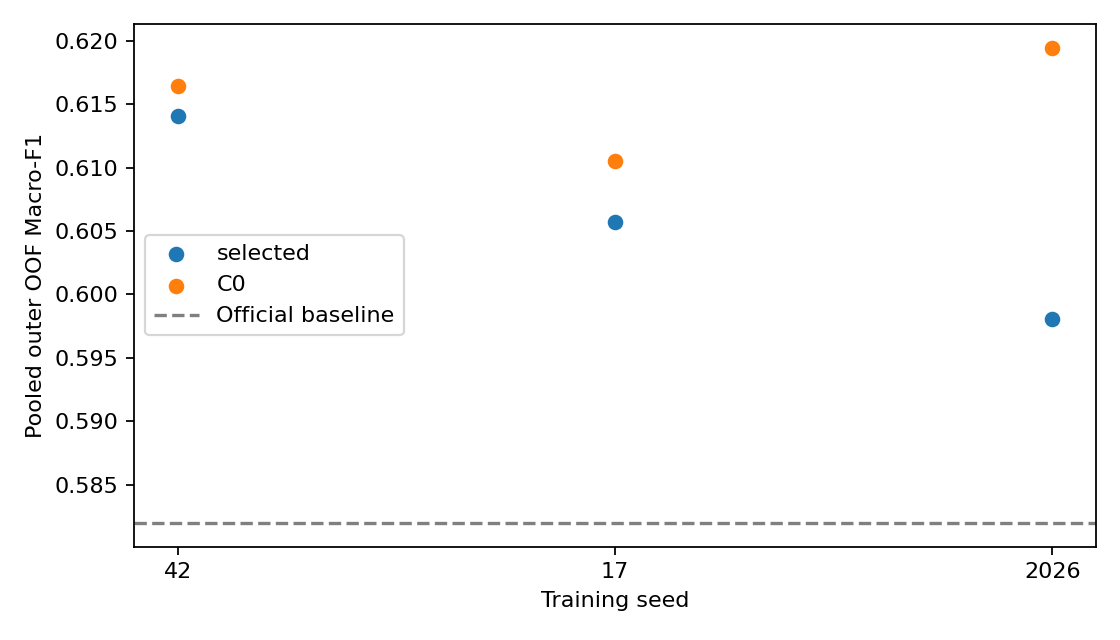 0.620
0.615
0.610
0.605
0.600
0.595
0.590
0.585
Pooled outer OOF Macro-F1
selected
C0
Official baseline
42 17 2026
Training seed